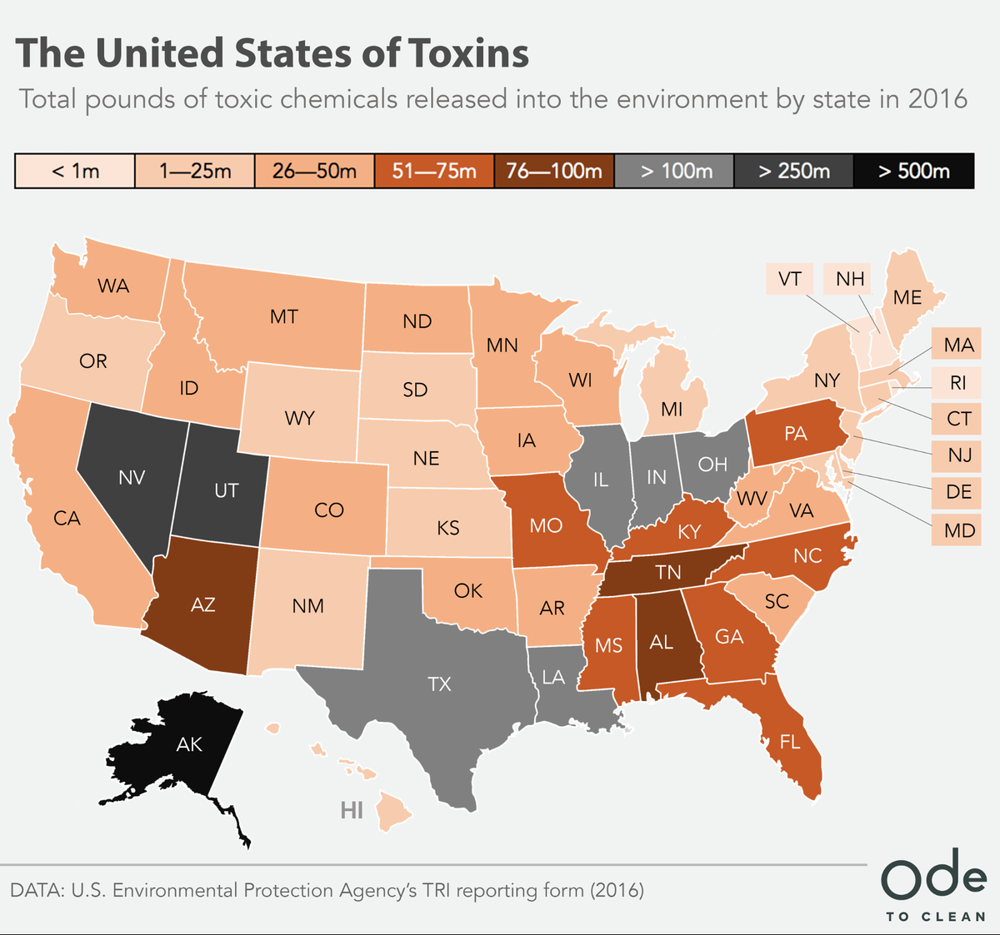 The United States of Toxins
Total pounds of toxic chemicals released into the environment by state in 2016
< 1m 1—25m 26—50m 51—75m 76—100m > 100m > 250m > 500m
VT NH
WA
ME
MT
ND
MN
MA
OR
WI
NY
RI
ID
SD
MI
WY
CT
PA
IA
NJ
NE
OH
NV
IL
IN
UT
DE
WV
CO
VA
CA
KS
MO
KY
MD
NC
TN
OK
AZ
NM
AR
SC
MS
AL
GA
LA
TX
AK
FL
HI
DATA: U.S. Environmental Protection Agency's TRI reporting form (2016)
Ode
TO CLEAN